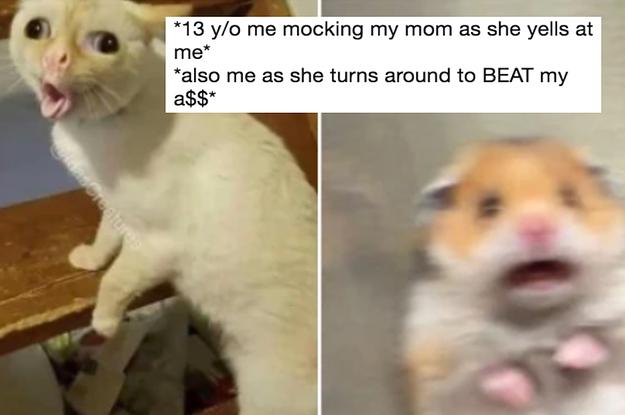 *13 y/o me mocking my mom as she yells at
me*
*also me as she turns around to BEAT my
a$$*